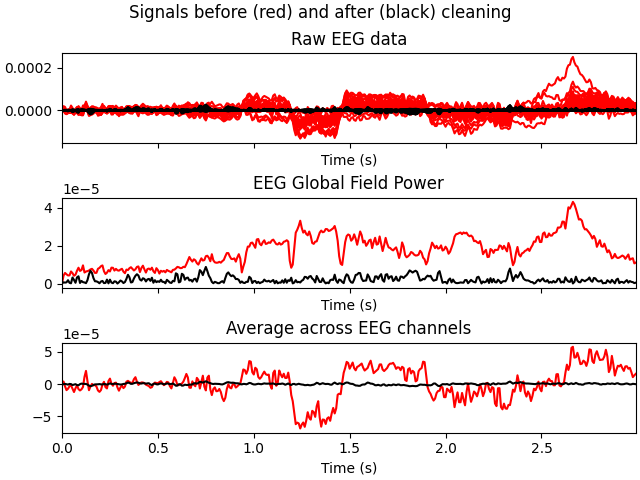 Signals before (red) and after (black) cleaning
Raw EEG data
0.0002
0.0000
Time (s)
EEG Global Field Power
1e−5
4
2
0
Time (s)
Average across EEG channels
1e−5
5
0
−5
0.0 0.5 1.0 1.5 2.0 2.5
Time (s)